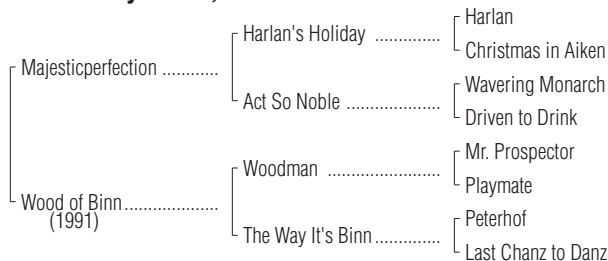 Harlan
Harlan's Holiday ................
Christmas in Aiken
Majesticperfection ............
Wavering Monarch
Act So Noble ....................
Driven to Drink
Mr. Prospector
Woodman .....................
Playmate
Wood of Binn....................
(1991)
Peterhof
The Way It's Binn..............
Last Chanz to Danz